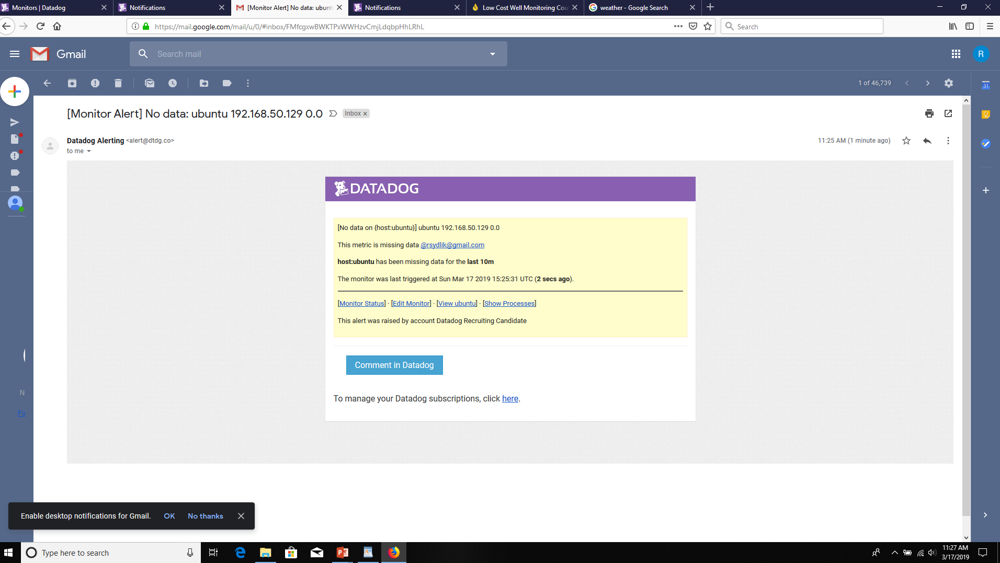 Monitors | Datadog
Notifications
[Monitor Alert] No data: ubunt
Notifications
Low Cost Well Monitoring Cou
weather - Google Search
https://mail.google.com/mail/u/0/#inbox/FMfcgxwBWKTPxWWHzvCmjLdqbpHhLRhL
Search
Gmail
Search mail
R
1 of 46,739
31
[Monitor Alert] No data: ubuntu 192.168.50.129 0.0
Inbox x
Datadog Alerting <alert@dtdg.co>
11:25 AM (1 minute ago)
to me
DATADOG
[No data on {host:ubuntu}] ubuntu 192.168.50.129 0.0
This metric is missing data @rsydlik@gmail.com
host:ubuntu has been missing data for the last 10m
The monitor was last triggered at Sun Mar 17 2019 15:25:31 UTC (2 secs ago).
[Monitor Status] · [Edit Monitor] · [View ubuntu] · [Show Processes]
This alert was raised by account Datadog Recruiting Candidate
Comment in Datadog
To manage your Datadog subscriptions, click here.
N
Fi
Enable desktop notifications for Gmail. OK No thanks
Type here to search
11:27 AM
3/17/2019